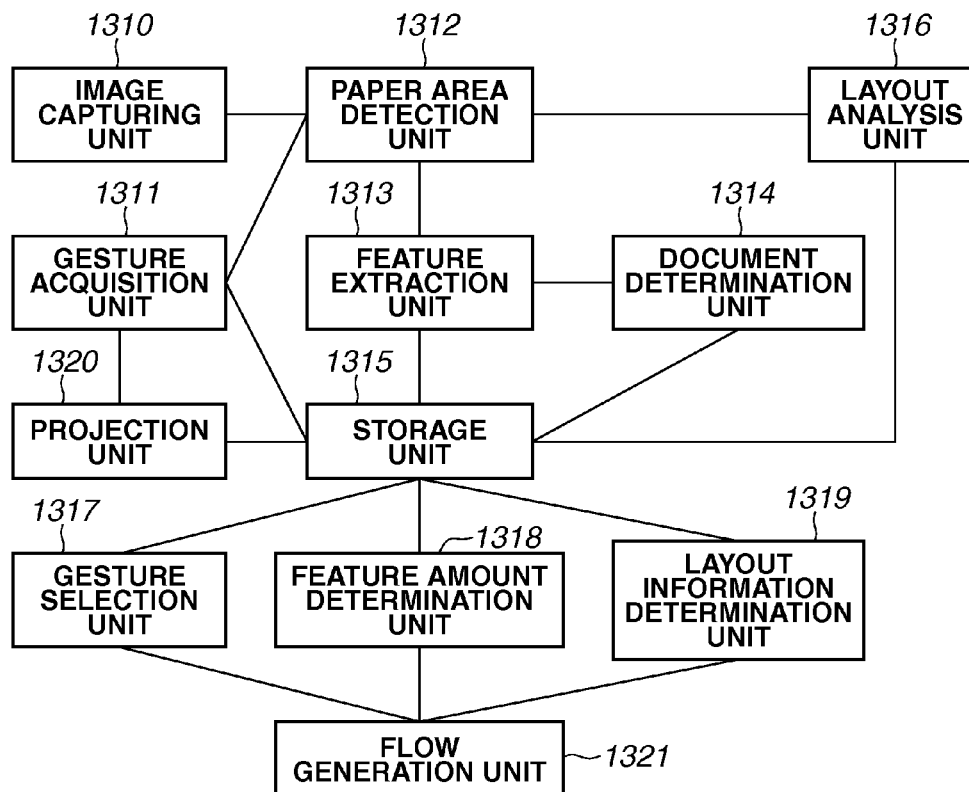 1310
IMAGE
CAPTURING
UNIT
1312
PAPER AREA
DETECTION
UNIT
1316
LAYOUT
ANALYSIS
UNIT
1311
GESTURE
ACQUISITION
UNIT
1313
FEATURE
EXTRACTION
UNIT
1314
DOCUMENT
DETERMINATION
UNIT
1320
PROJECTION
UNIT
1315
STORAGE
UNIT
1317
GESTURE
SELECTION
UNIT
1318
FEATURE AMOUNT
DETERMINATION
UNIT
1319
LAYOUT
INFORMATION
DETERMINATION
UNIT
FLOW
GENERATION UNIT
1321